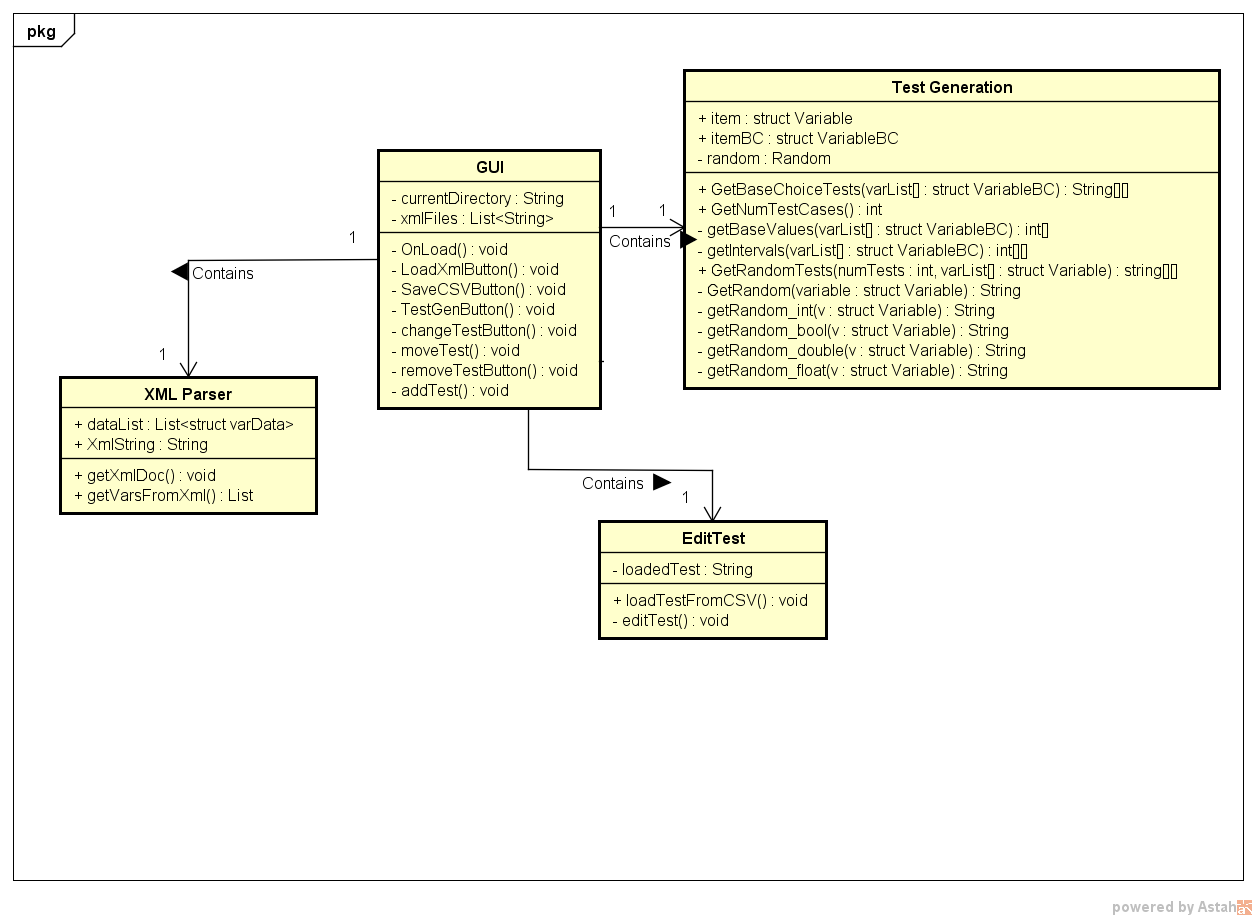 pkg
Test Generation
+ item : struct Variable
+ itemBC : struct VariableBC
- random : Random
+ GetBaseChoiceTests(varList[] : struct VariableBC) : String[][]
+ GetNumTestCases() : int
- getBaseValues(varList[] : struct VariableBC) : int[]
- getIntervals(varList[] : struct VariableBC) : int[][]
+ GetRandomTests(numTests : int, varList[] : struct Variable) : string[][]
- GetRandom(variable : struct Variable) : String
- getRandom_int(v : struct Variable) : String
- getRandom_bool(v : struct Variable) : String
- getRandom_double(v : struct Variable) : String
- getRandom_float(v : struct Variable) : String
GUI
- currentDirectory : String
- xmlFiles : List<String>
- OnLoad() : void
- LoadXmlButton() : void
- SaveCSVButton() : void
- TestGenButton() : void
- changeTestButton() : void
- moveTest() : void
- removeTestButton() : void
- addTest() : void
1
1
Contains
1
Contains
1
XML Parser
+ dataList : List<struct varData>
+ XmlString : String
+ getXmlDoc() : void
+ getVarsFromXml() : List
Contains
1
EditTest
- loadedTest : String
+ loadTestFromCSV() : void
- editTest() : void
powered by Astah